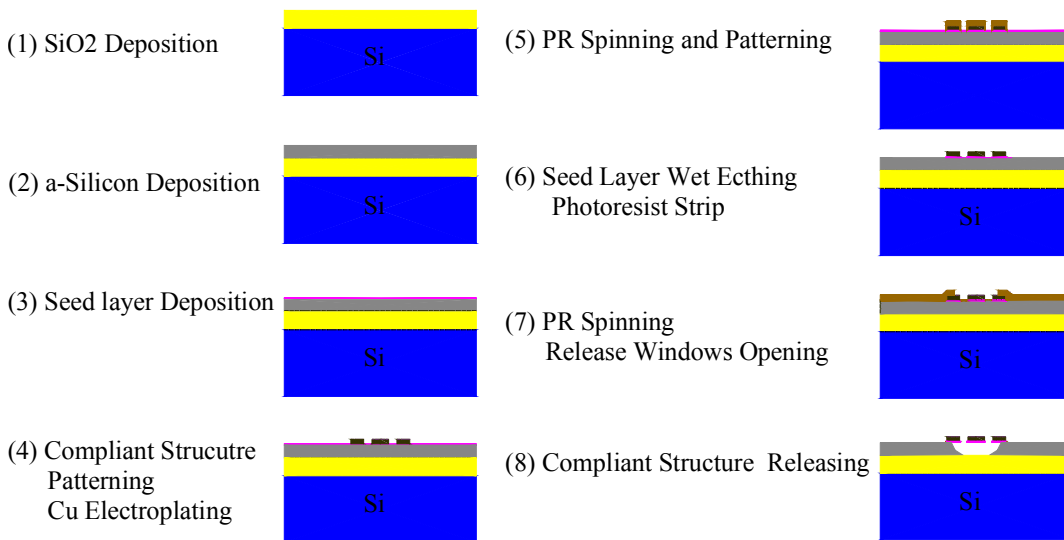 (1) SiO2 Deposition
Si
(2) a-Silicon Deposition
Si
(3) Seed layer Deposition
Si
(4) Compliant Strucutre
Patterning
Cu Electroplating
Si
(5) PR Spinning and Patterning
(6) Seed Layer Wet Ecthing
Photoresist Strip
Si
(7) PR Spinning
Release Windows Opening
Si
(8) Compliant Structure Releasing
Si